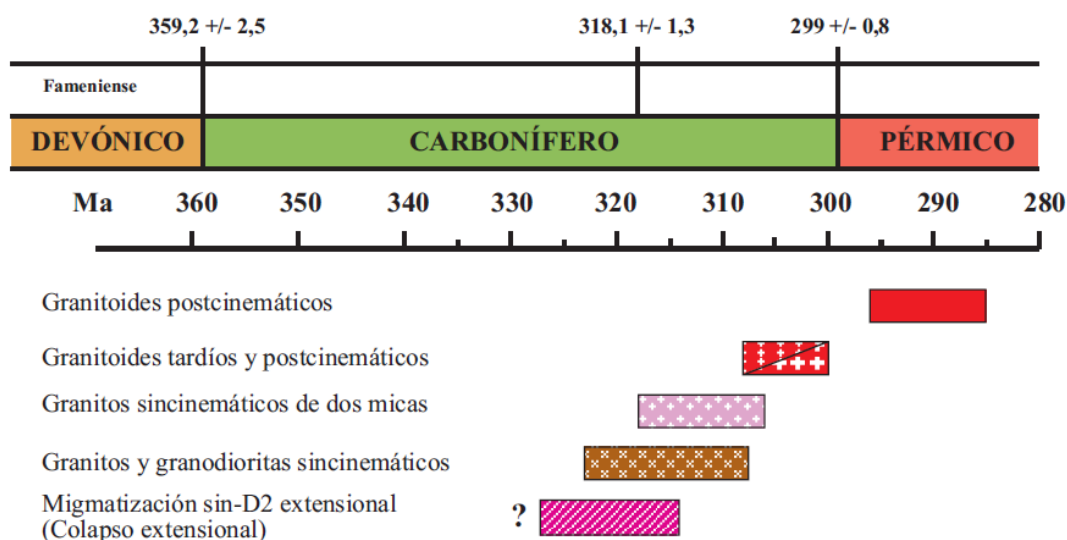 359,2 +/- 2,5 318,1 +/- 1,3 299 +/- 0,8
Fameniense
DEVÓNICO CARBONÍFERO PÉRMICO
Ma 360 350 340 330 320 310 300 290 280
Granitoides postcinemáticos
Granitoides tardíos y postcinemáticos
Granitos sincinemáticos de dos micas
Granitos y granodioritas sincinemáticos
Migmatización sin-D2 extensional
(Colapso extensional)
?